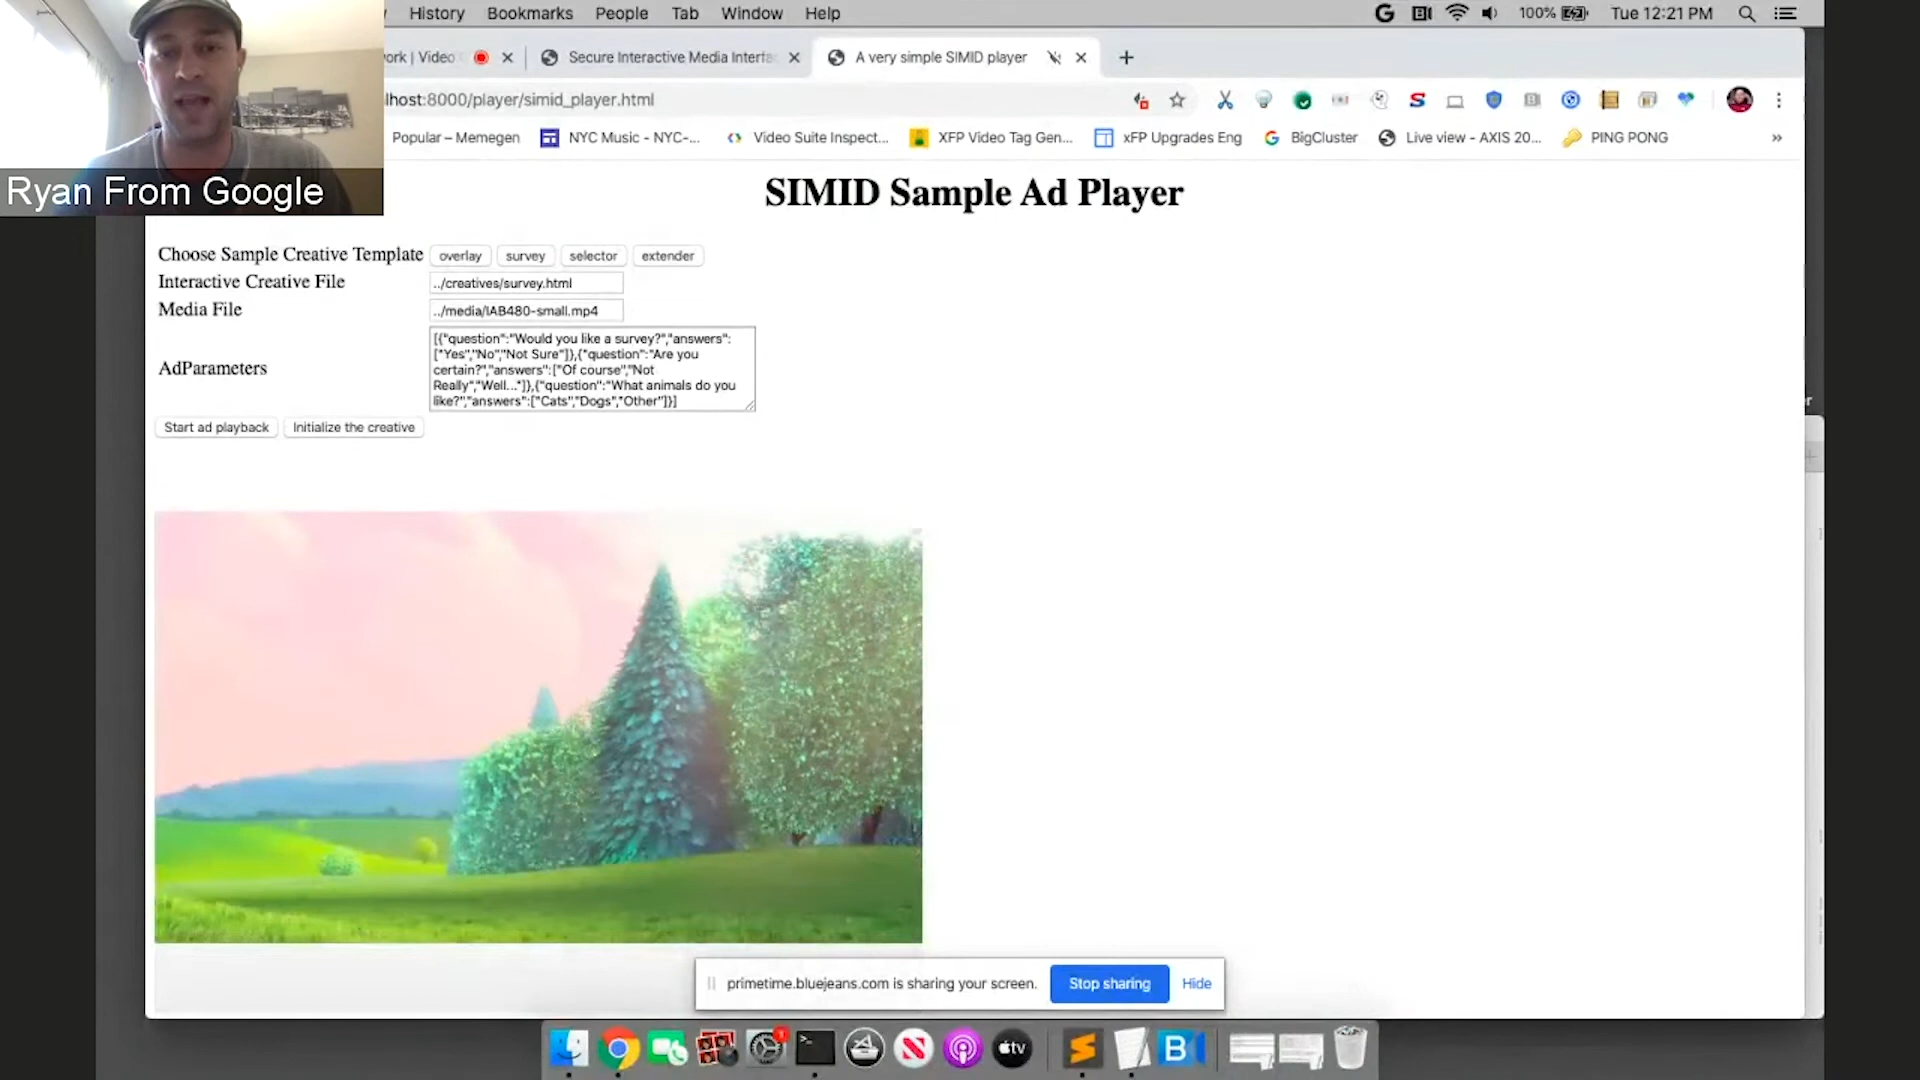 History Bookmarks People Tab Window Help
100% Tue 12:21 PM
ork | Video
Secure Interactive Media Interfa
A very simple SIMID player
lhost:8000/player/simid_player.html
Popular – Memegen
NYC Music - NYC-...
Video Suite Inspect...
XFP Video Tag Gen...
xFP Upgrades Eng
BigCluster
Live view - AXIS 20...
PING PONG
»
Ryan From Google
SIMID Sample Ad Player
Choose Sample Creative Template overlay survey selector extender
Interactive Creative File ../creatives/survey.html
Media File ../media/IAB480-small.mp4
AdParameters
[{"question":"Would you like a survey?","answers":
["Yes","No","Not Sure"]},{"question":"Are you
certain?","answers":["Of course","Not
Really","Well..."]},{"question":"What animals do you
like?","answers":["Cats","Dogs","Other"]}]
Start ad playback Initialize the creative
primetime.bluejeans.com is sharing your screen. Stop sharing Hide
tv
B